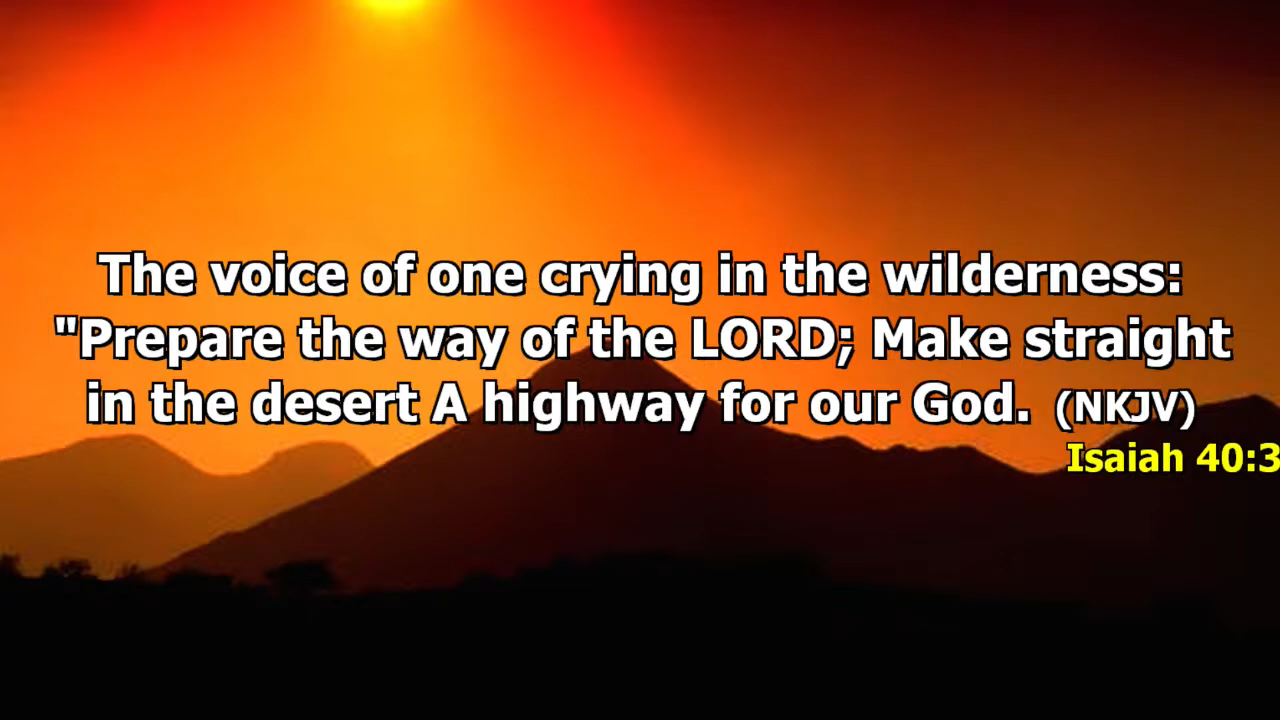 The voice of one crying in the wilderness:
"Prepare the way of the LORD; Make straight
in the desert A highway for our God. (NKJV)
Isaiah 40:3